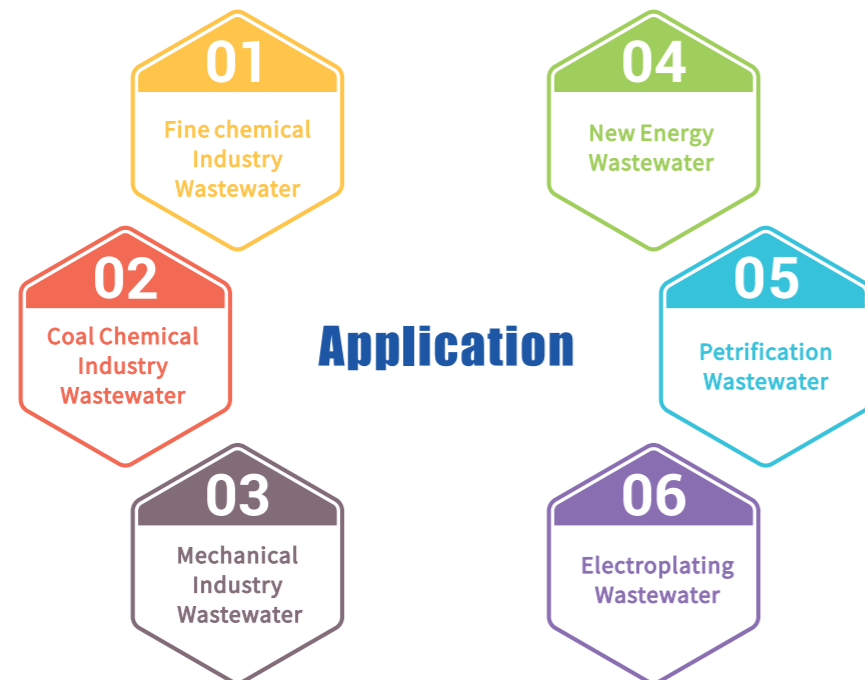 01
Fine chemical
Industry
Wastewater
02
Coal Chemical
Industry
Wastewater
03
Mechanical
Industry
Wastewater
Application
04
New Energy
Wastewater
05
Petrification
Wastewater
06
Electroplating
Wastewater